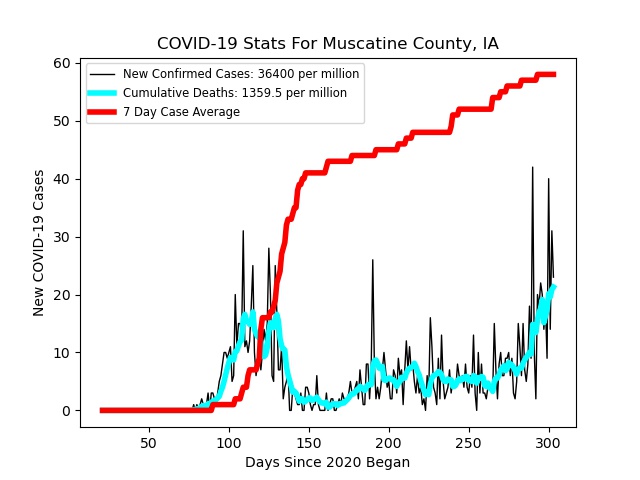 COVID-19 Stats For Muscatine County, IA
New Confirmed Cases: 36400 per million
Cumulative Deaths: 1359.5 per million
7 Day Case Average
New COVID-19 Cases
60
50
40
30
20
10
0
50 100 150 200 250 300
Days Since 2020 Began